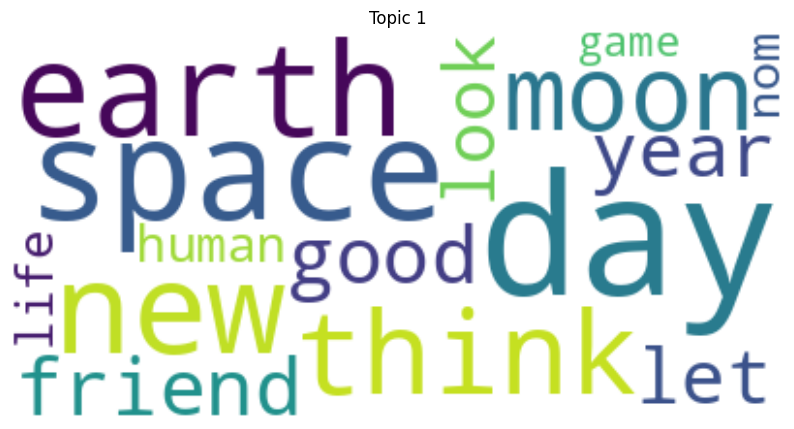 Topic 1
game
earth
look
moon
nom
space
year
day
human
good
life
new
think
friend
let